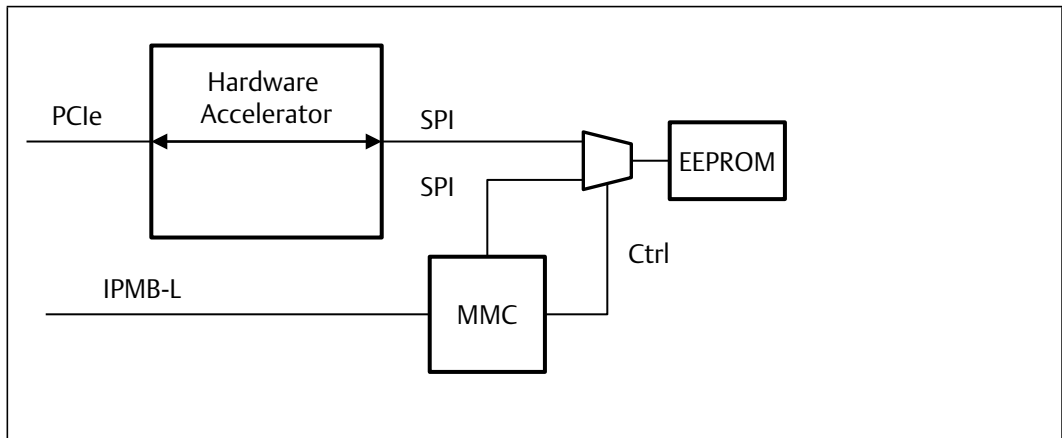 Hardware
Accelerator
PCIe
SPI
EEPROM
SPI
Ctrl
IPMB-L
MMC